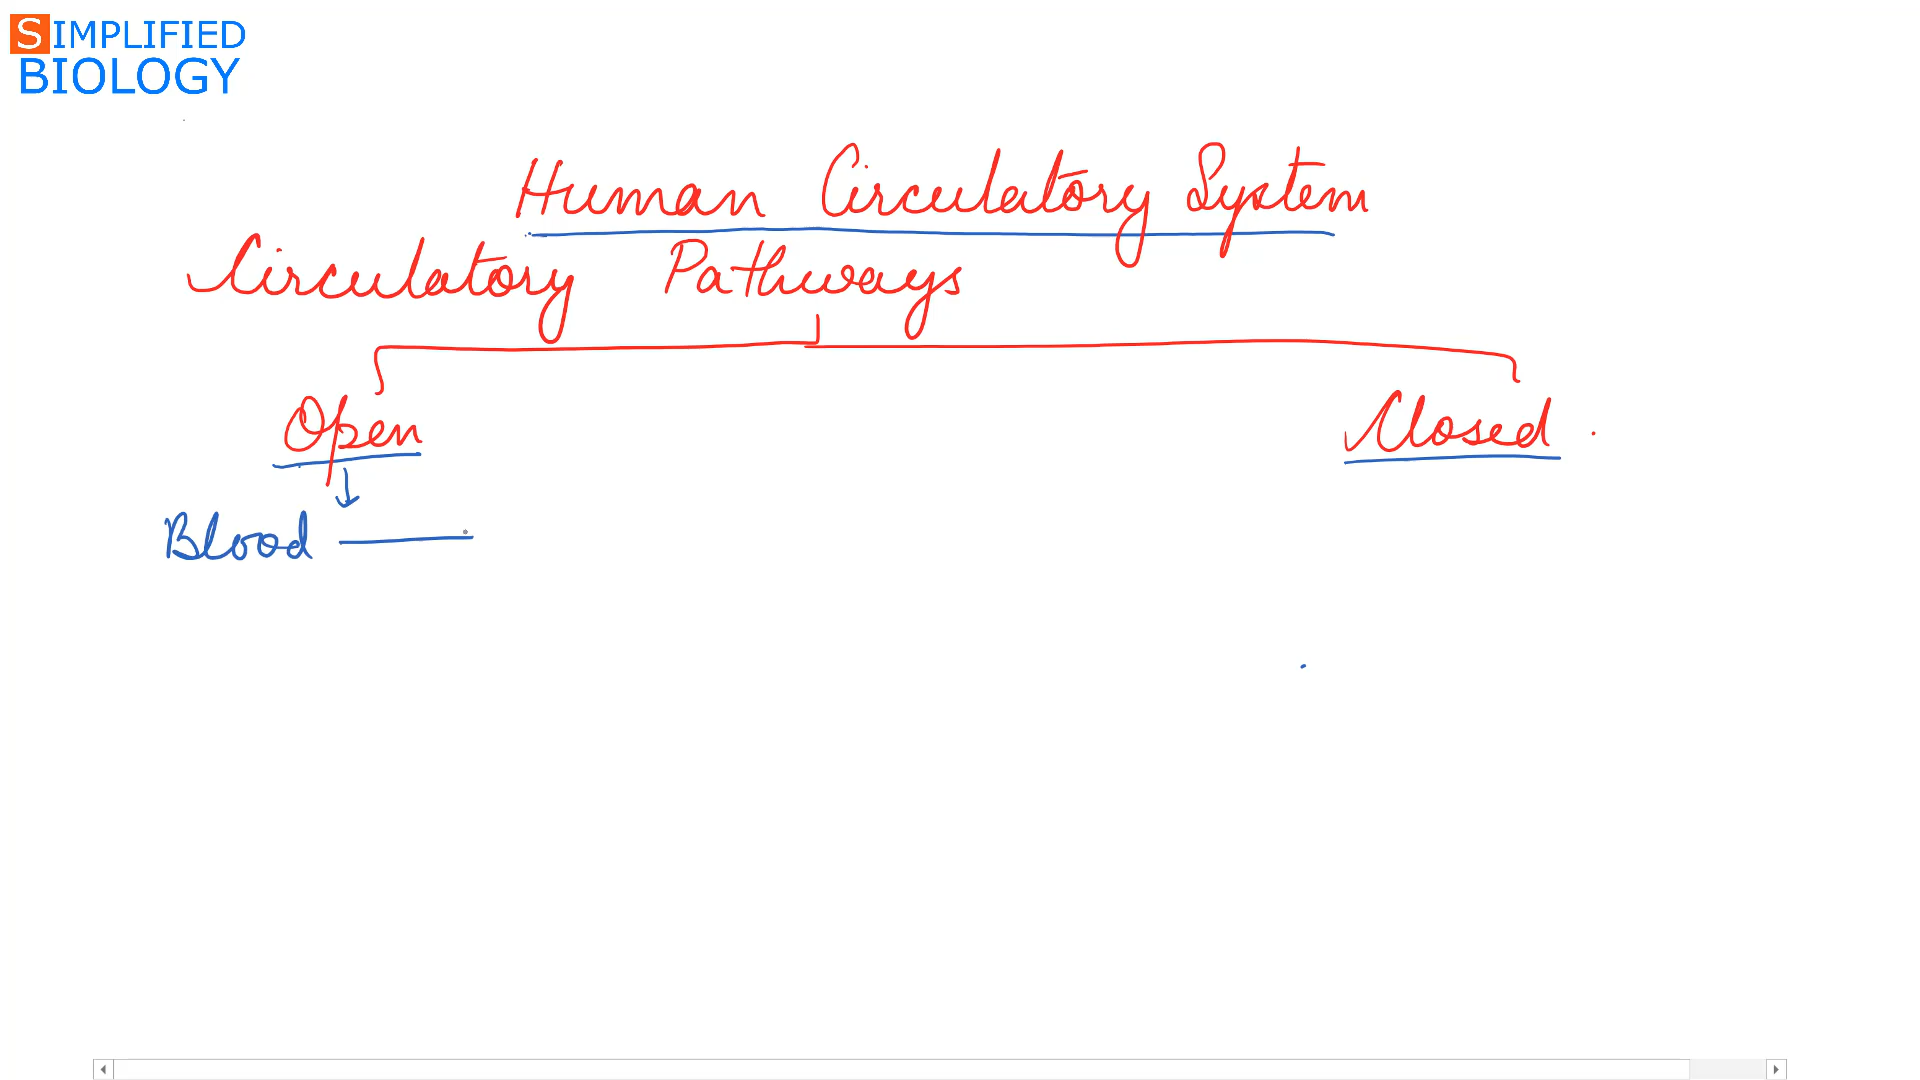 SIMPLIFIED
BIOLOGY
Human Circulatory System
Circulatory Pathways
Open
Closed
Blood —